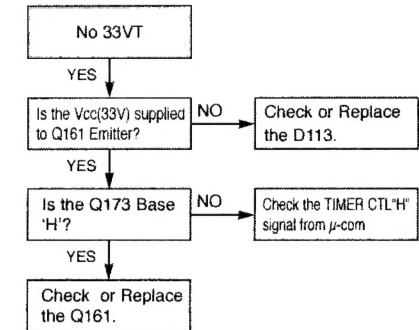 No 33VT
YES
Is the Vcc(33V) supplied
to Q161 Emitter?
NO
Check or Replace
the D113.
YES
Is the Q173 Base
'H'?
NO
Check the TIMER CTL"H"
signal from μ-com
YES
Check or Replace
the Q161.